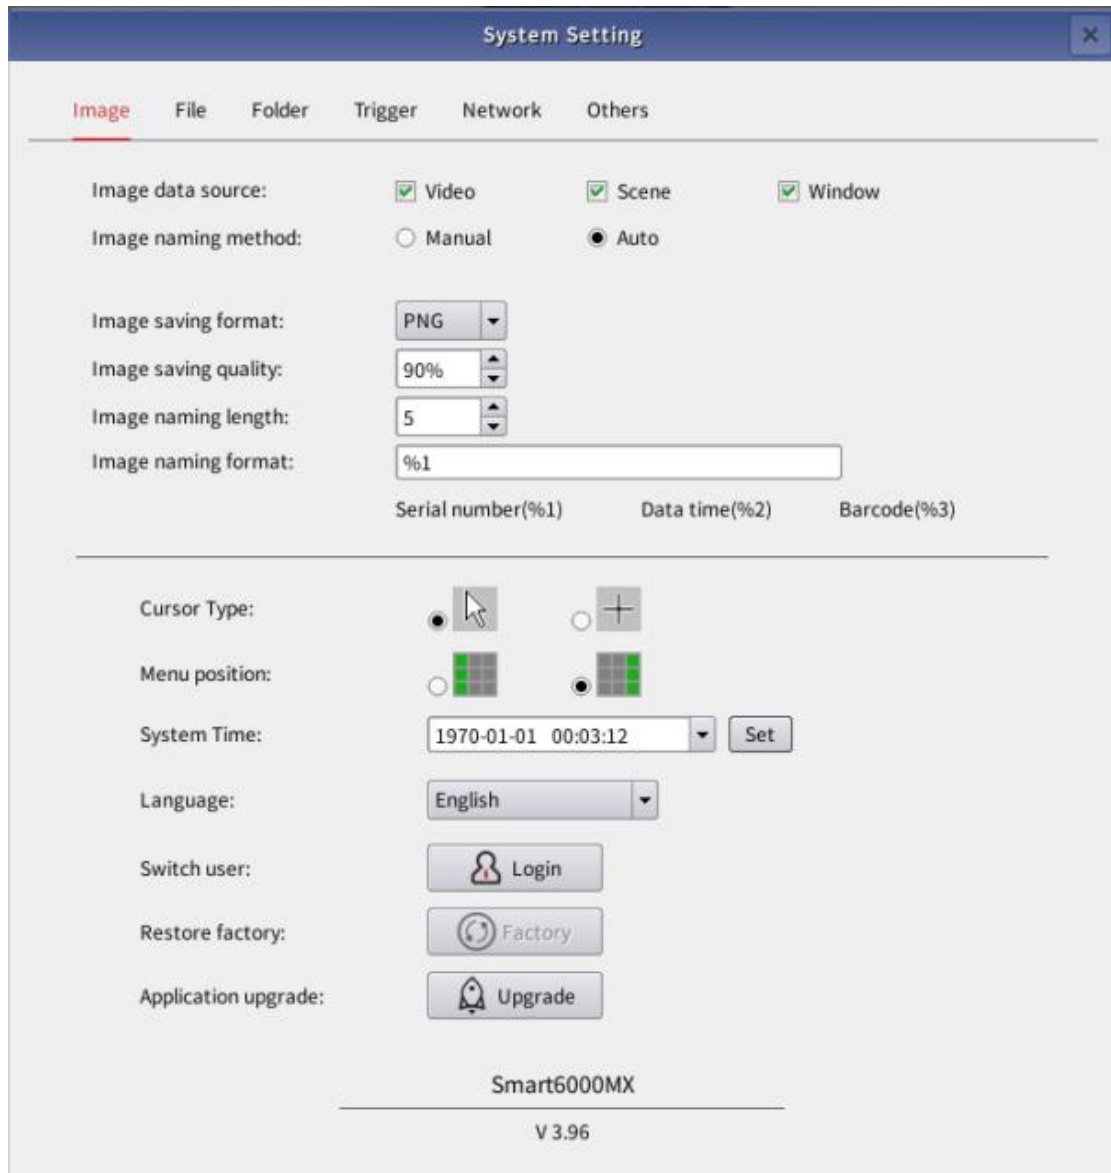 System Setting
Image File Folder Trigger Network Others
Image data source: Video Scene Window
Image naming method: Manual Auto
Image saving format: PNG
Image saving quality: 90%
Image naming length: 5
Image naming format: %1
Serial number(%1) Data time(%2) Barcode(%3)
Cursor Type:
Menu position:
System Time: 1970-01-01 00:03:12 Set
Language: English
Switch user: Login
Restore factory: Factory
Application upgrade: Upgrade
Smart6000MX
V 3.96